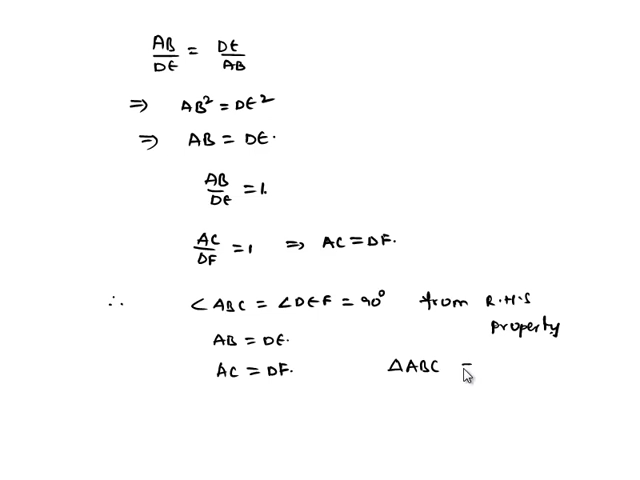 AB/DE = DE/AB
⇒ AB² = DE²
⇒ AB = DE.
AB/DE = 1.
AC/DF = 1 ⇒ AC = DF.
∴ ∠ABC = ∠DEF = 90° from R.H.S
property
AB = DE.
AC = DF. △ABC